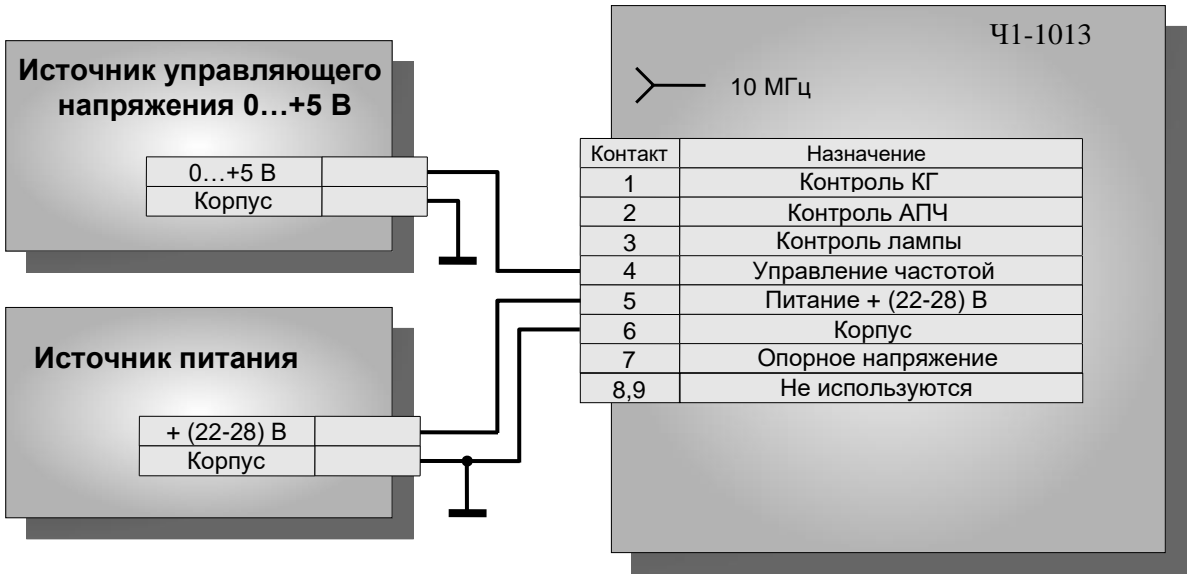 Ч1-1013
Источник управляющего
напряжения 0…+5 В
0…+5 В
Корпус
10 МГц
Контакт Назначение
1 Контроль КГ
2 Контроль АПЧ
3 Контроль лампы
4 Управление частотой
5 Питание + (22-28) В
6 Корпус
7 Опорное напряжение
8,9 Не используются
Источник питания
+ (22-28) В
Корпус